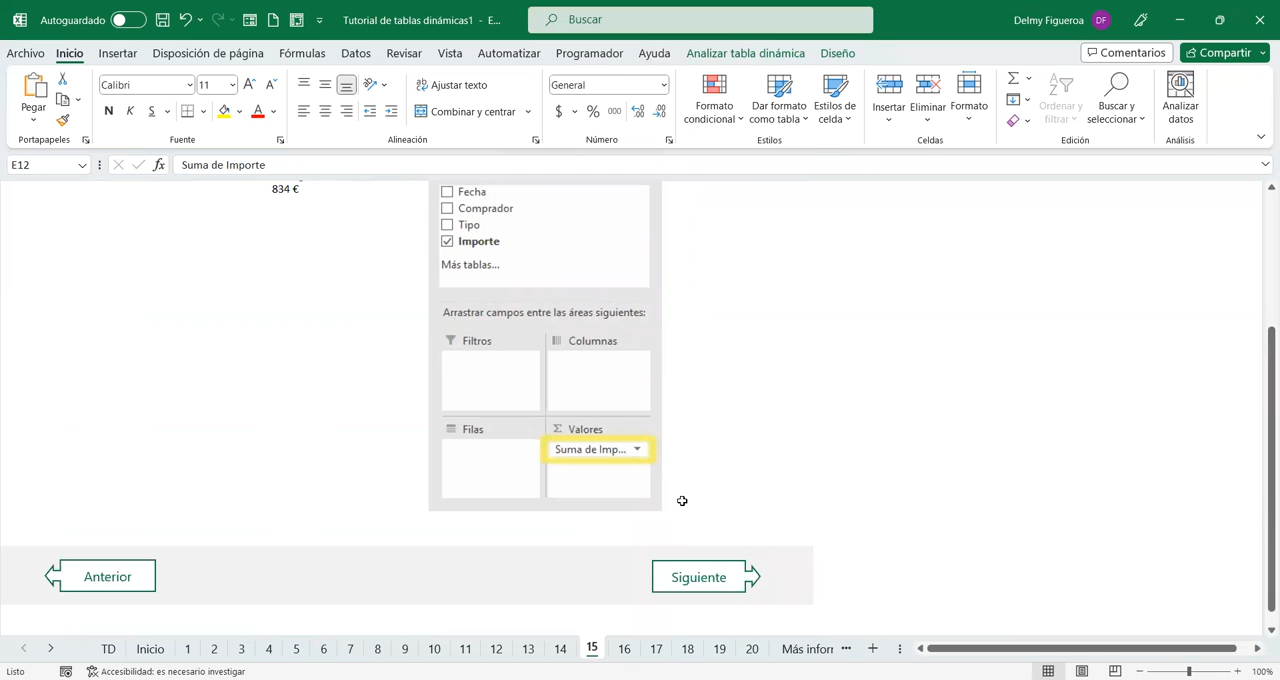 Autoguardado
Tutorial de tablas dinámicas1 - E...
Buscar
Delmy Figueroa DF
Archivo Inicio Insertar Disposición de página Fórmulas Datos Revisar Vista Automatizar Programador Ayuda Analizar tabla dinámica Diseño Comentarios Compartir
Pegar
Portapapeles
Calibri 11
N K S
Fuente
Ajustar texto
Combinar y centrar
Alineación
General
$ % 000
Número
Formato condicional
Dar formato como tabla
Estilos de celda
Estilos
Insertar
Eliminar
Formato
Celdas
Ordenar y filtrar
Buscar y seleccionar
Edición
Analizar datos
Análisis
E12 fx Suma de Importe
834 €
Fecha
Comprador
Tipo
Importe
Más tablas...
Arrastrar campos entre las áreas siguientes:
Filtros
Columnas
Filas
Σ Valores
Suma de Imp...
Anterior
Siguiente
TD Inicio 1 2 3 4 5 6 7 8 9 10 11 12 13 14 15 16 17 18 19 20 Más inforr ...
Listo Accesibilidad: es necesario investigar 100%